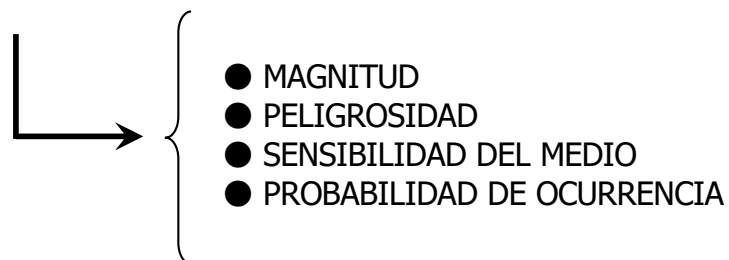 ● MAGNITUD
● PELIGROSIDAD
● SENSIBILIDAD DEL MEDIO
● PROBABILIDAD DE OCURRENCIA